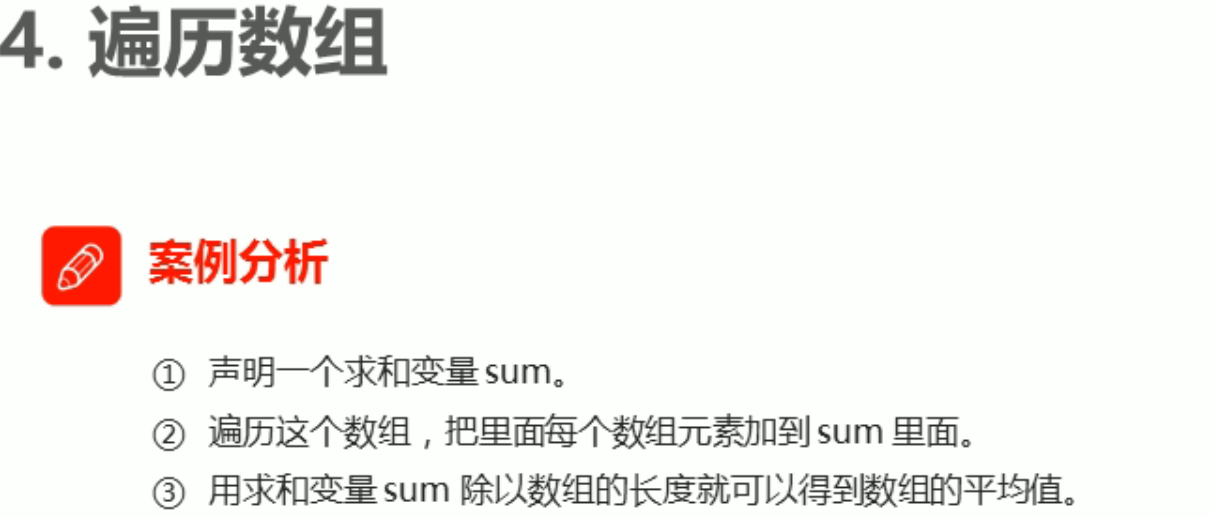 4. 遍历数组
案例分析
① 声明一个求和变量 sum。
② 遍历这个数组，把里面每个数组元素加到 sum 里面。
③ 用求和变量 sum 除以数组的长度就可以得到数组的平均值。